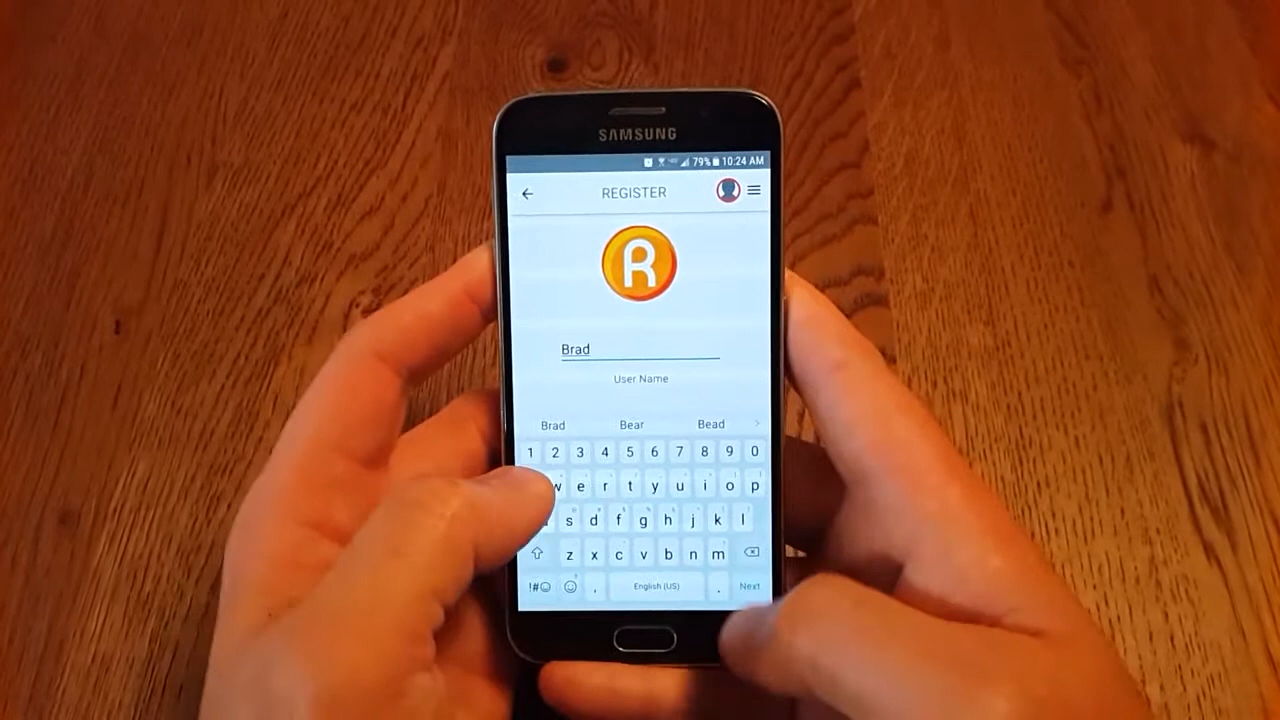 SAMSUNG
79% 10:24 AM
REGISTER
R
Brad
User Name
Brad Bear Bead
1 2 3 4 5 6 7 8 9 0
w e r t y u i o p
s d f g h j k l
z x c v b n m
!#☺ , English (US) . Next